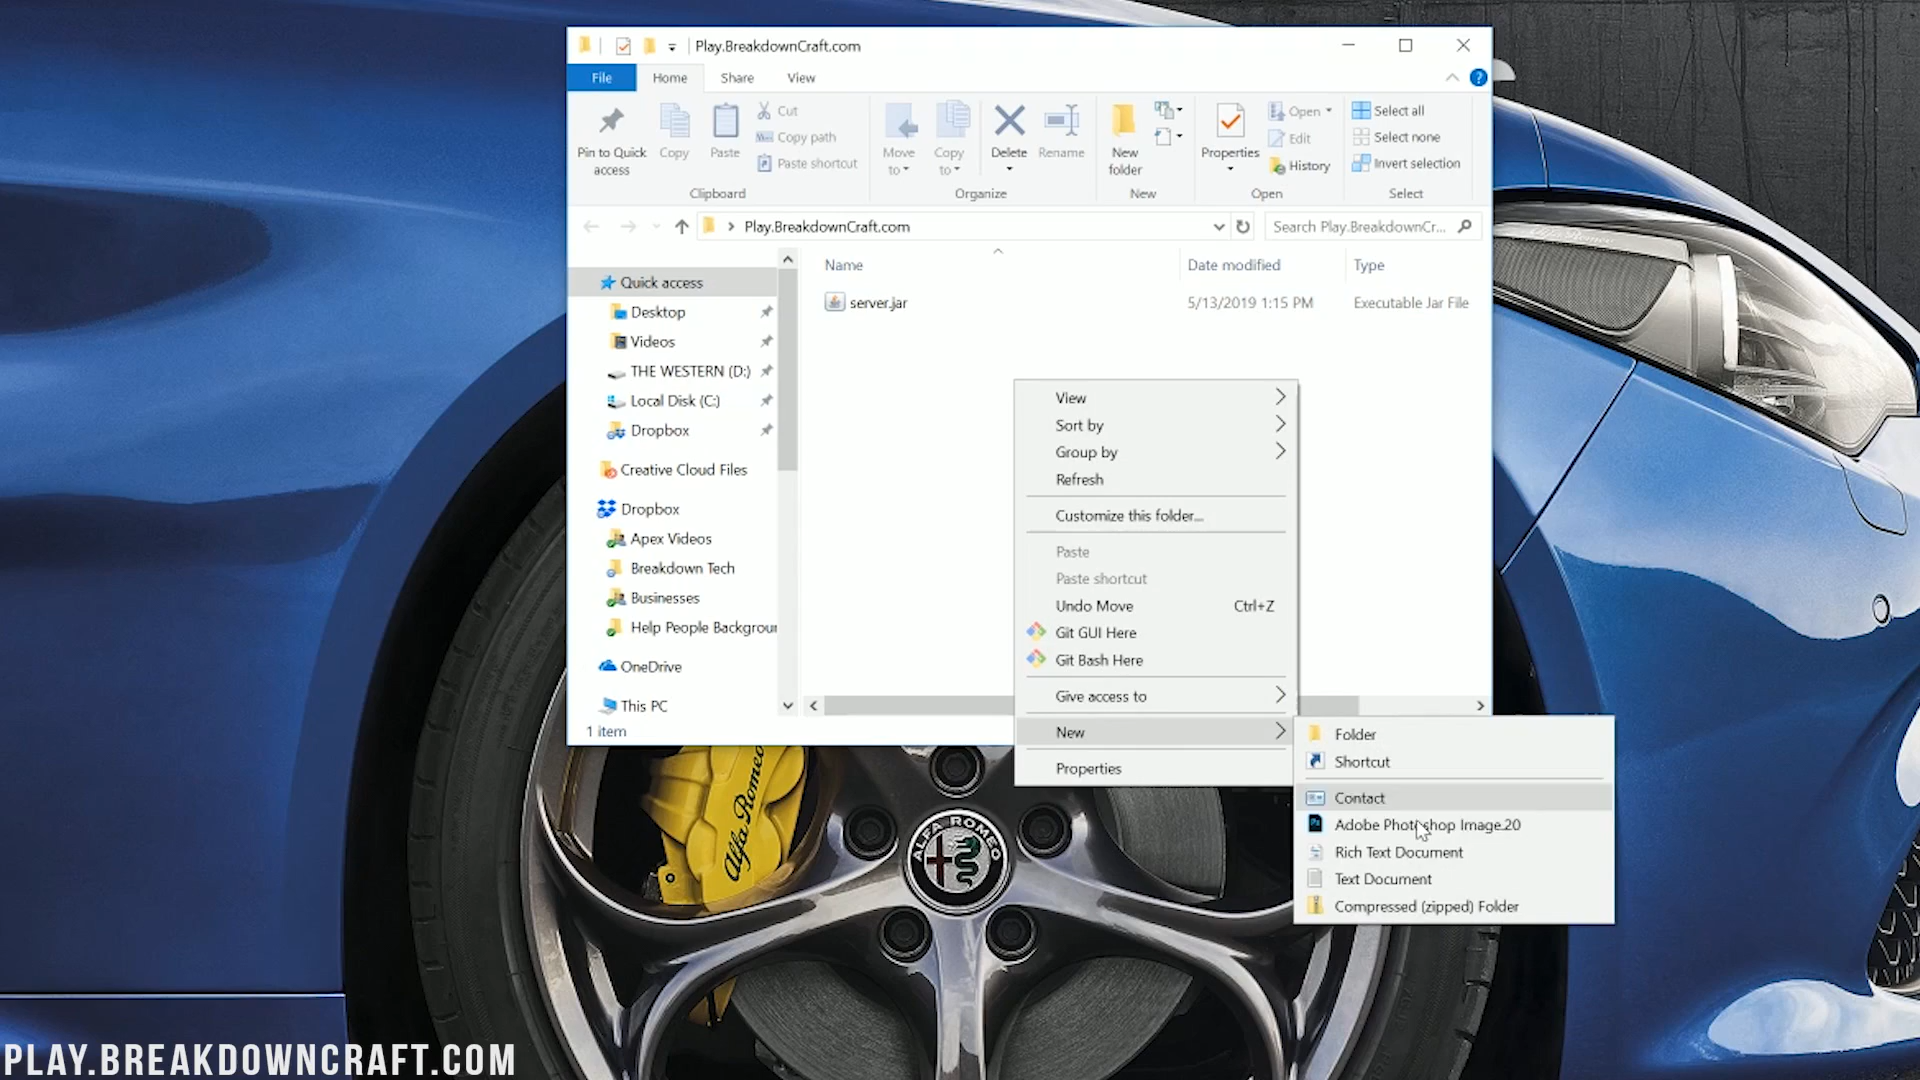 Play.BreakdownCraft.com
File Home Share View
Pin to Quick access
Copy
Paste
Cut
Copy path
Paste shortcut
Clipboard
Move to
Copy to
Delete
Rename
Organize
New folder
New
Properties
Open
Edit
History
Open
Select all
Select none
Invert selection
Select
Play.BreakdownCraft.com
Search Play.BreakdownCr...
Name Date modified Type
server.jar 5/13/2019 1:15 PM Executable Jar File
Quick access
Desktop
Videos
THE WESTERN (D:)
Local Disk (C:)
Dropbox
Creative Cloud Files
Dropbox
Apex Videos
Breakdown Tech
Businesses
Help People Backgroun
OneDrive
This PC
1 item
View
Sort by
Group by
Refresh
Customize this folder...
Paste
Paste shortcut
Undo Move Ctrl+Z
Git GUI Here
Git Bash Here
Give access to
New
Properties
Folder
Shortcut
Contact
Adobe Photoshop Image.20
Rich Text Document
Text Document
Compressed (zipped) Folder
Alfa Romeo
ALFA ROMEO
PLAY.BREAKDOWNCRAFT.COM